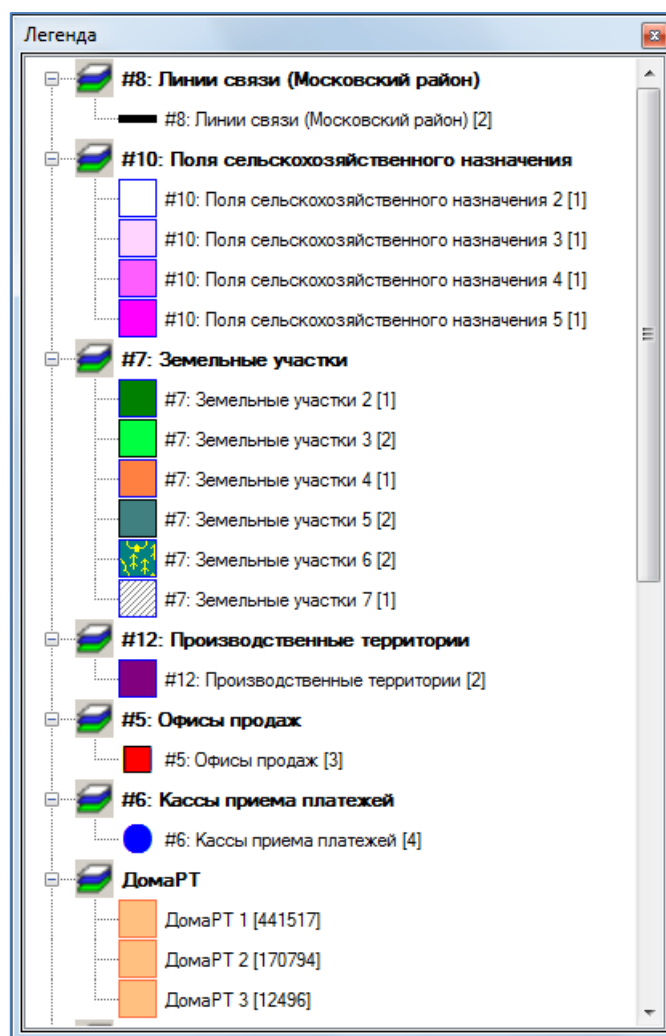 Легенда
#8: Линии связи (Московский район)
#8: Линии связи (Московский район) [2]
#10: Поля сельскохозяйственного назначения
#10: Поля сельскохозяйственного назначения 2 [1]
#10: Поля сельскохозяйственного назначения 3 [1]
#10: Поля сельскохозяйственного назначения 4 [1]
#10: Поля сельскохозяйственного назначения 5 [1]
#7: Земельные участки
#7: Земельные участки 2 [1]
#7: Земельные участки 3 [2]
#7: Земельные участки 4 [1]
#7: Земельные участки 5 [2]
#7: Земельные участки 6 [2]
#7: Земельные участки 7 [1]
#12: Производственные территории
#12: Производственные территории [2]
#5: Офисы продаж
#5: Офисы продаж [3]
#6: Кассы приема платежей
#6: Кассы приема платежей [4]
ДомаРТ
ДомаРТ 1 [441517]
ДомаРТ 2 [170794]
ДомаРТ 3 [12496]